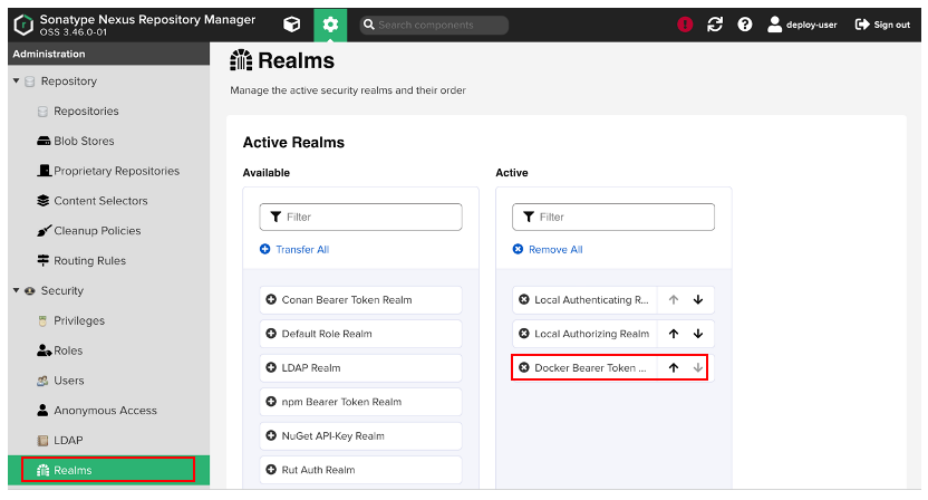 Sonatype Nexus Repository Manager
OSS 3.46.0-01
Search components
deploy-user
Sign out
Administration
Repository
Repositories
Blob Stores
Proprietary Repositories
Content Selectors
Cleanup Policies
Routing Rules
Security
Privileges
Roles
Users
Anonymous Access
LDAP
Realms
Realms
Manage the active security realms and their order
Active Realms
Available
Filter
Transfer All
Conan Bearer Token Realm
Default Role Realm
LDAP Realm
npm Bearer Token Realm
NuGet API-Key Realm
Rut Auth Realm
Active
Filter
Remove All
Local Authenticating R...
Local Authorizing Realm
Docker Bearer Token ...